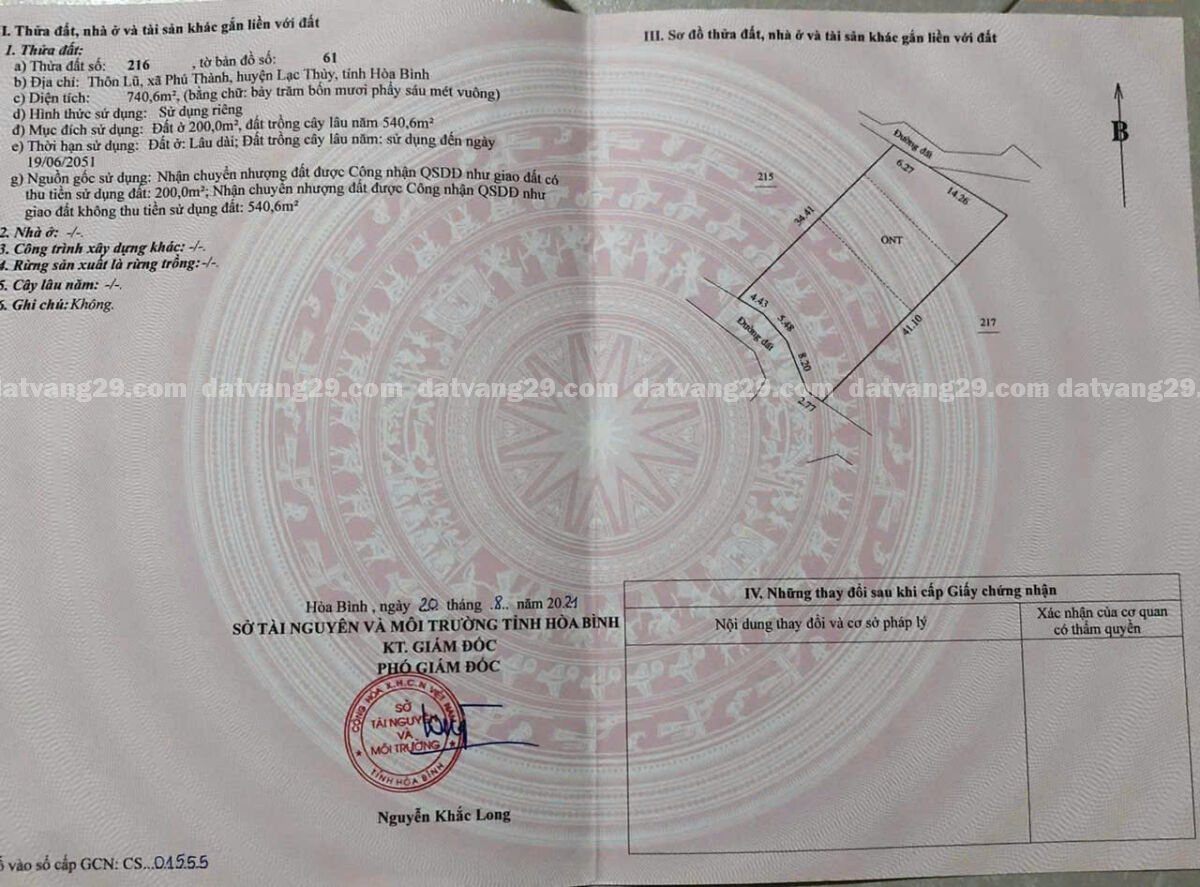 I. Thửa đất, nhà ở và tài sản khác gắn liền với đất
1. Thửa đất:
a) Thửa đất số: 216 , tờ bản đồ số: 61
b) Địa chỉ: Thôn Lũ, xã Phú Thành, huyện Lạc Thủy, tỉnh Hòa Bình
c) Diện tích: 740,6m², (bằng chữ: bảy trăm bốn mươi phẩy sáu mét vuông)
d) Hình thức sử dụng: Sử dụng riêng
đ) Mục đích sử dụng: Đất ở 200,0m², đất trồng cây lâu năm 540,6m²
e) Thời hạn sử dụng: Đất ở: Lâu dài; Đất trồng cây lâu năm: sử dụng đến ngày
19/06/2051
g) Nguồn gốc sử dụng: Nhận chuyển nhượng đất được Công nhận QSDĐ như giao đất có
thu tiền sử dụng đất: 200,0m²; Nhận chuyển nhượng đất được Công nhận QSDĐ như
giao đất không thu tiền sử dụng đất: 540,6m²
2. Nhà ở: -/-.
3. Công trình xây dựng khác: -/-.
4. Rừng sản xuất là rừng trồng: -/-.
5. Cây lâu năm: -/-.
6. Ghi chú: Không.
III. Sơ đồ thửa đất, nhà ở và tài sản khác gắn liền với đất
B
Đường đất
6.27
14.26
215
34.41
ONT
4.43
5.48
8.20
Đường đất
41.10
217
2.77
datvang29.com datvang29.com datvang29.com datvang29.com datvang29.com datvang29.com
Hòa Bình , ngày 20 tháng .8.. năm 2021
SỞ TÀI NGUYÊN VÀ MÔI TRƯỜNG TỈNH HÒA BÌNH
KT. GIÁM ĐỐC
PHÓ GIÁM ĐỐC
CỘNG HÒA X.H.C.N VIỆT NAM
SỞ
TÀI NGUYÊN
VÀ
MÔI TRƯỜNG
TỈNH HÒA BÌNH
Nguyễn Khắc Long
ố vào sổ cấp GCN: CS...01555
IV. Những thay đổi sau khi cấp Giấy chứng nhận
Nội dung thay đổi và cơ sở pháp lý
Xác nhận của cơ quan
có thẩm quyền